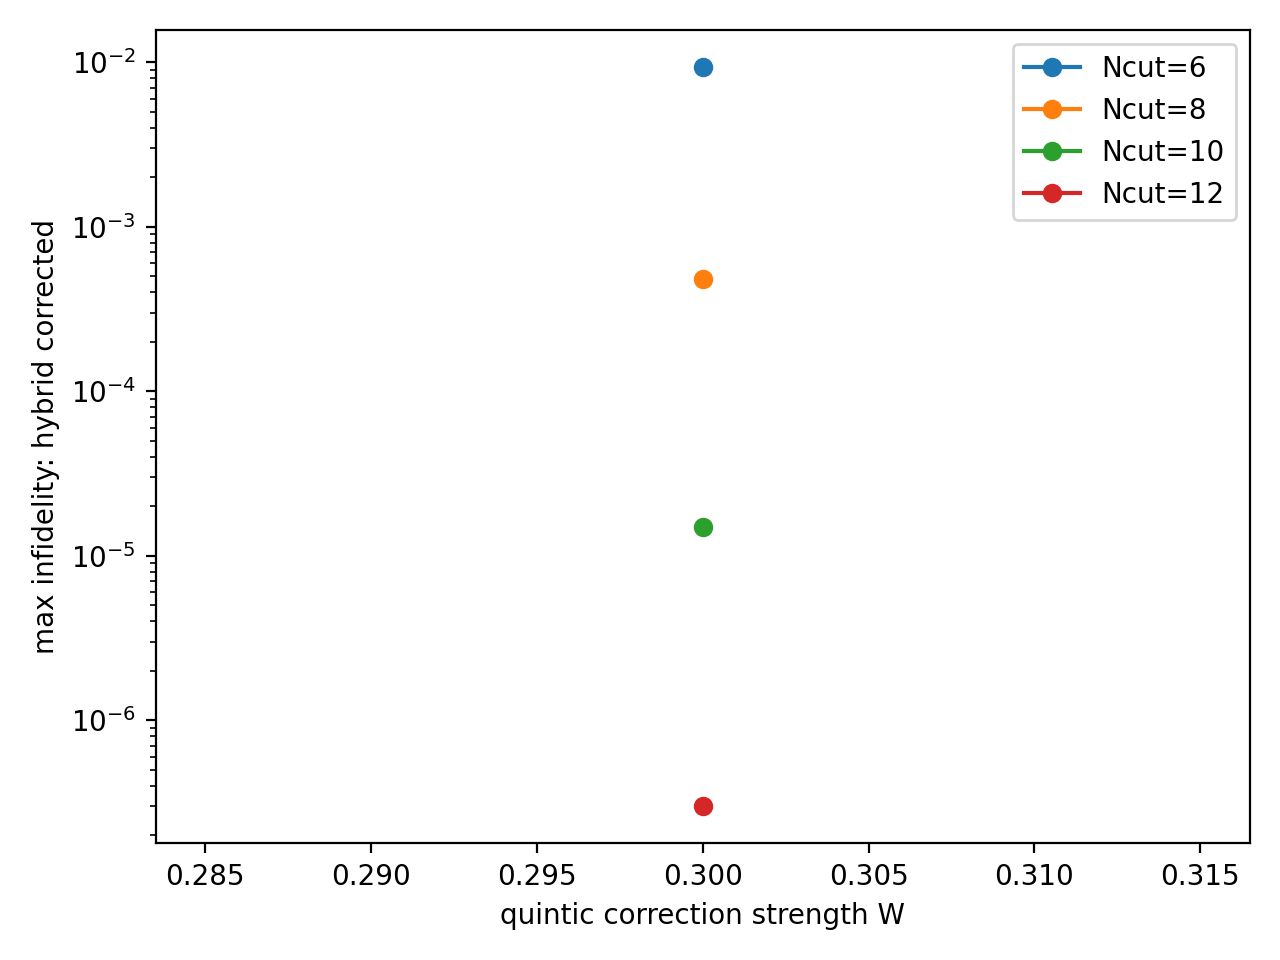 10⁻²
10⁻³
10⁻⁴
10⁻⁵
10⁻⁶
max infidelity: hybrid corrected
Ncut=6
Ncut=8
Ncut=10
Ncut=12
0.285 0.290 0.295 0.300 0.305 0.310 0.315
quintic correction strength W